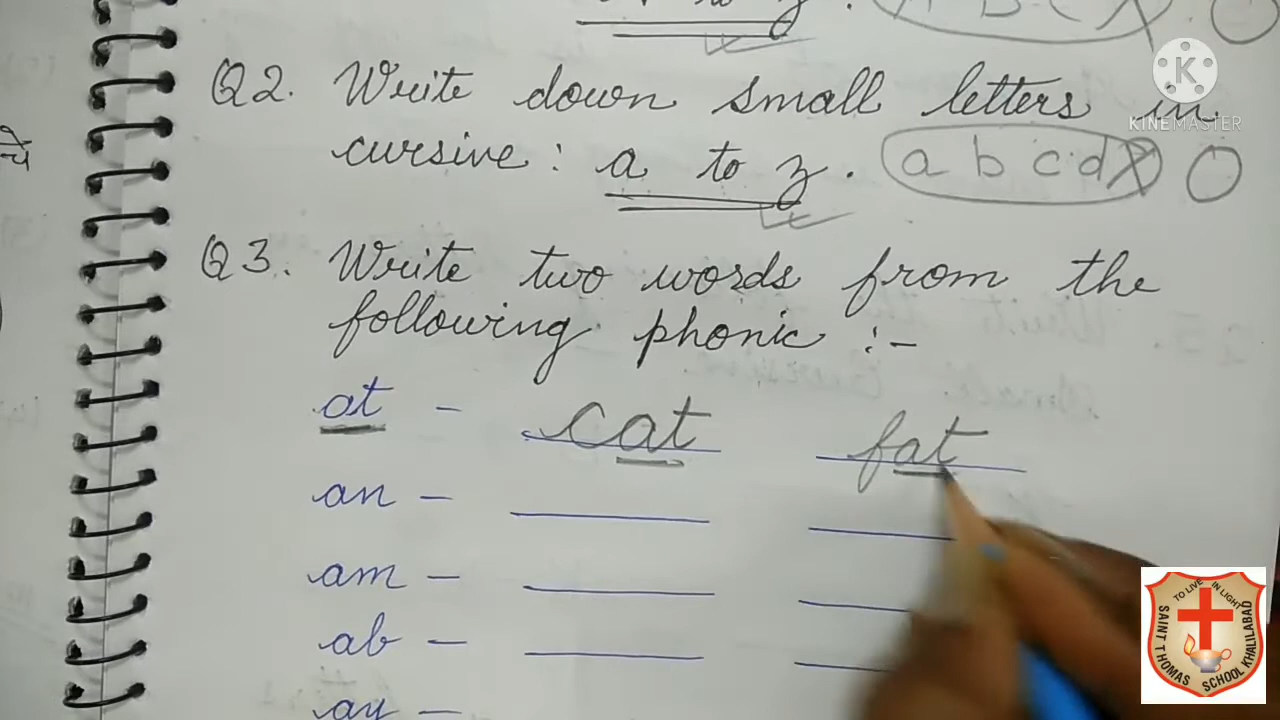 Q2. Write down small letters in
cursive : a to z . a b c d
Q3. Write two words from the
following phonic :-
at - cat fat
an -
am -
ab -
ay -
KINEMASTER
TO LIVE IN LIGHT
SAINT THOMAS SCHOOL KHALILABAD